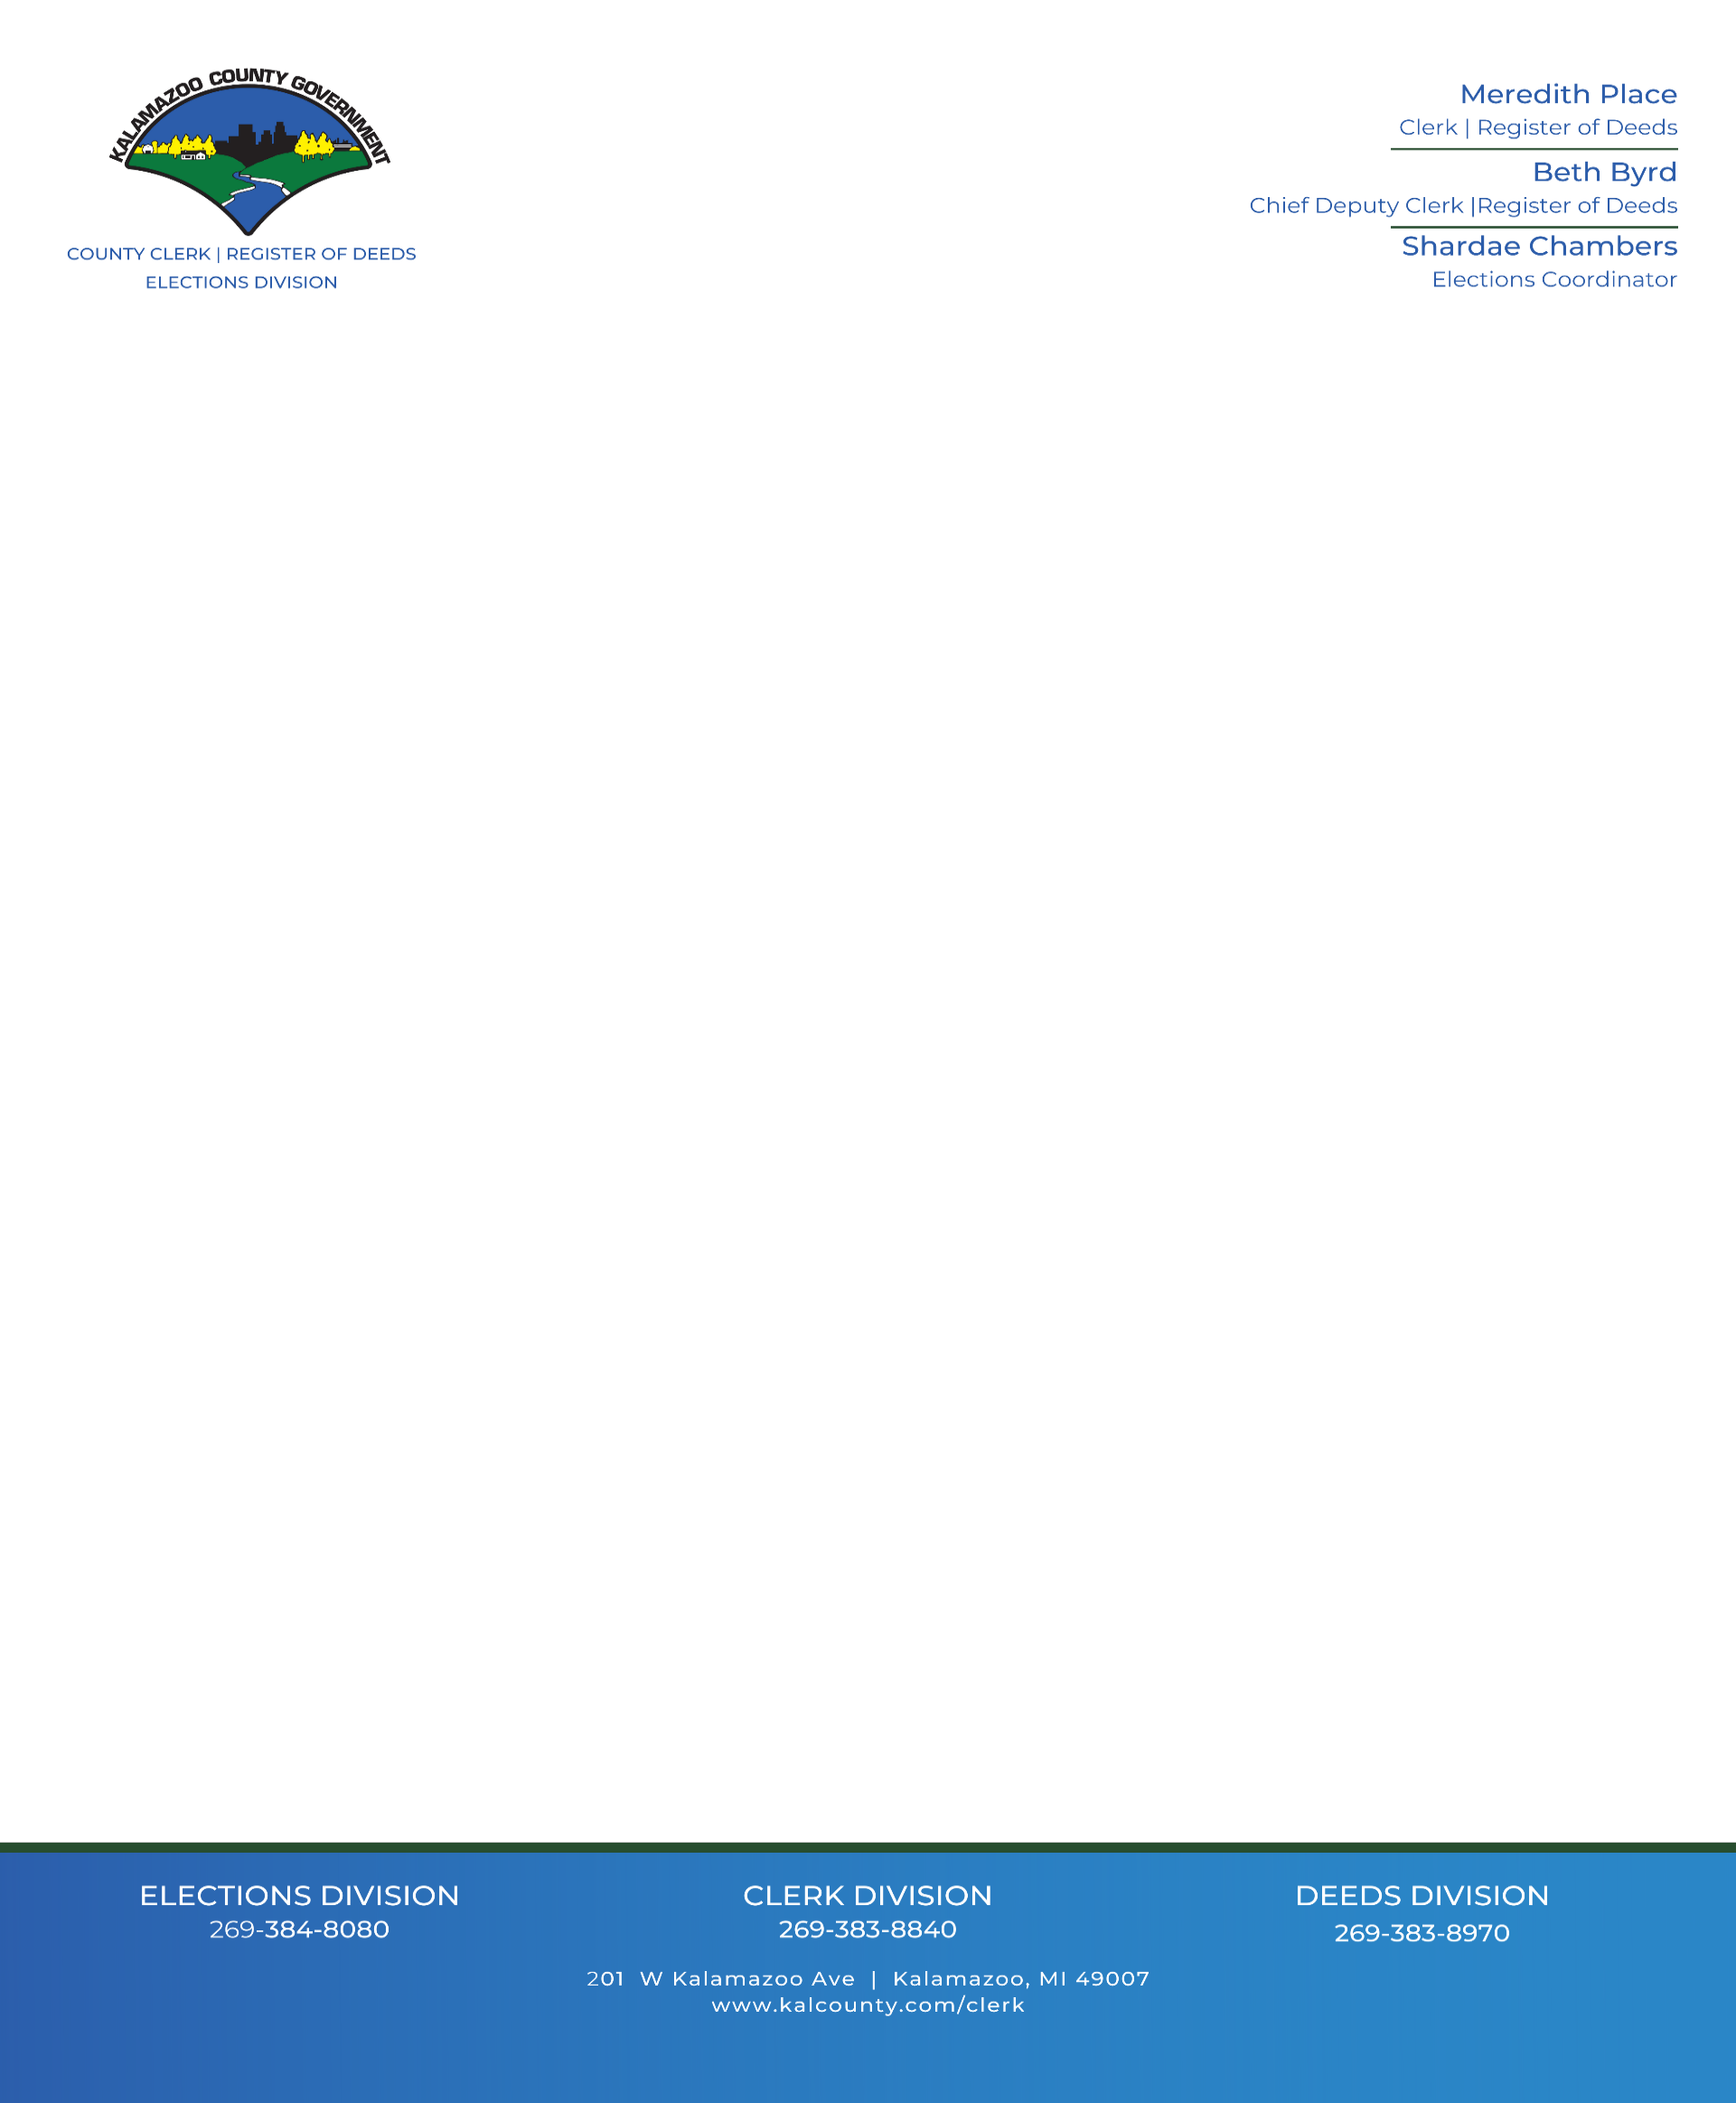 KALAMAZOO COUNTY GOVERNMENT
COUNTY CLERK | REGISTER OF DEEDS
ELECTIONS DIVISION
Meredith Place
Clerk | Register of Deeds
Beth Byrd
Chief Deputy Clerk |Register of Deeds
Shardae Chambers
Elections Coordinator
ELECTIONS DIVISION
269-384-8080
CLERK DIVISION
269-383-8840
DEEDS DIVISION
269-383-8970
201 W Kalamazoo Ave | Kalamazoo, MI 49007
www.kalcounty.com/clerk